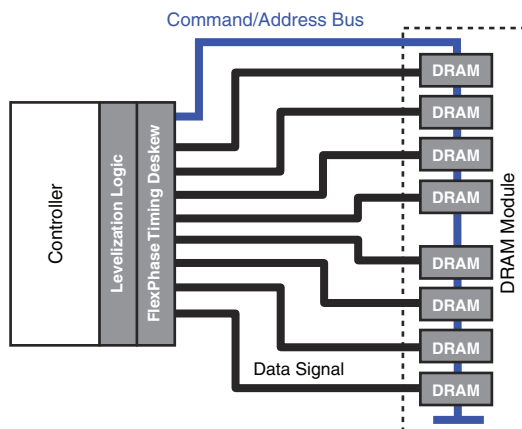 Command/Address Bus
Controller
Levelization Logic
FlexPhase Timing Deskew
DRAM
DRAM
DRAM
DRAM
DRAM
DRAM
DRAM
DRAM
DRAM Module
Data Signal